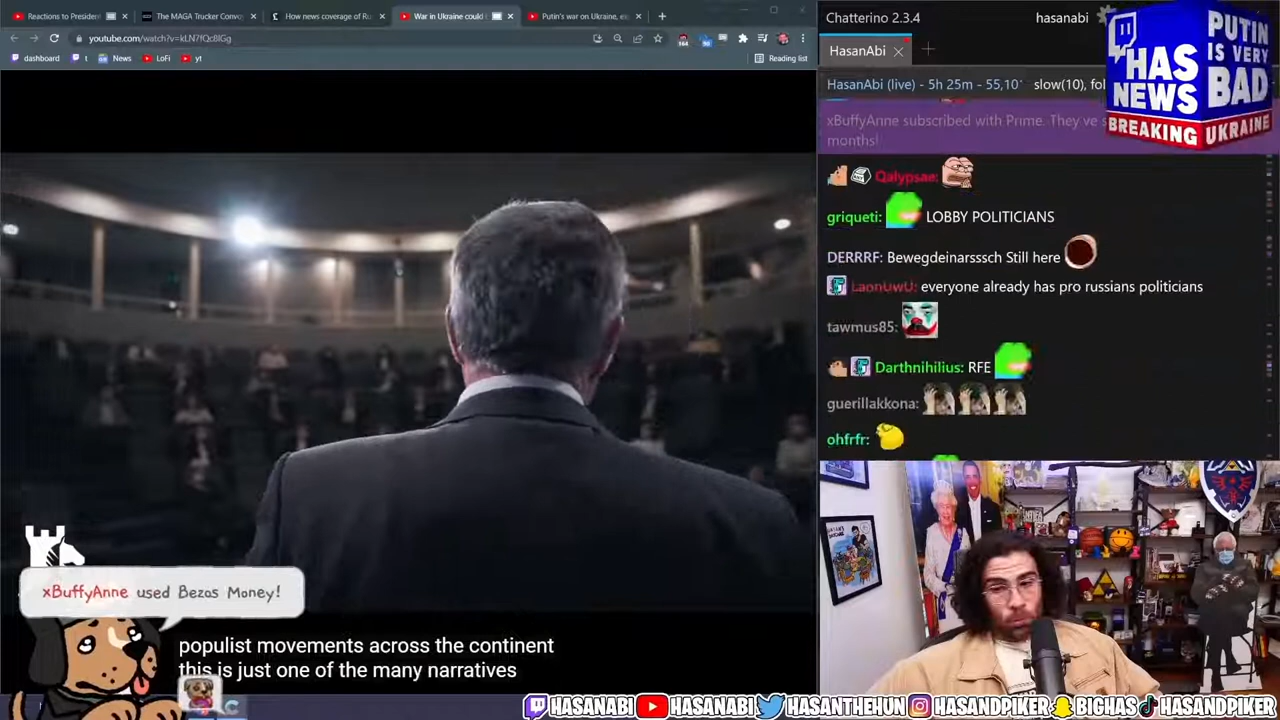 Reactions to President
The MAGA Trucker Convo
How news coverage of Ru
War in Ukraine could
Putin's war on Ukraine, e
youtube.com/watch?v=kLN7fQc8lGg
dashboard
t
News
LoFi
yt
Reading list
Chatterino 2.3.4
hasanabi
HasanAbi
HasanAbi (live) - 5h 25m - 55,10
slow(10), fol
HAS
NEWS
PUTIN
IS VERY
BAD
BREAKING UKRAINE
xBuffyAnne subscribed with Prime. They've s
months!
Qalypsae:
griqueti: LOBBY POLITICIANS
DERRRF: Bewegdeinarsssch Still here
LaonUwU: everyone already has pro russians politicians
tawmus85:
Darthnihilius: RFE
guerillakkona:
ohfrfr:
xBuffyAnne used Bezos Money!
populist movements across the continent
this is just one of the many narratives
HASANABI HASANABI HASANTHEHUN HASANDPIKER BIGHAS HASANDPIKER